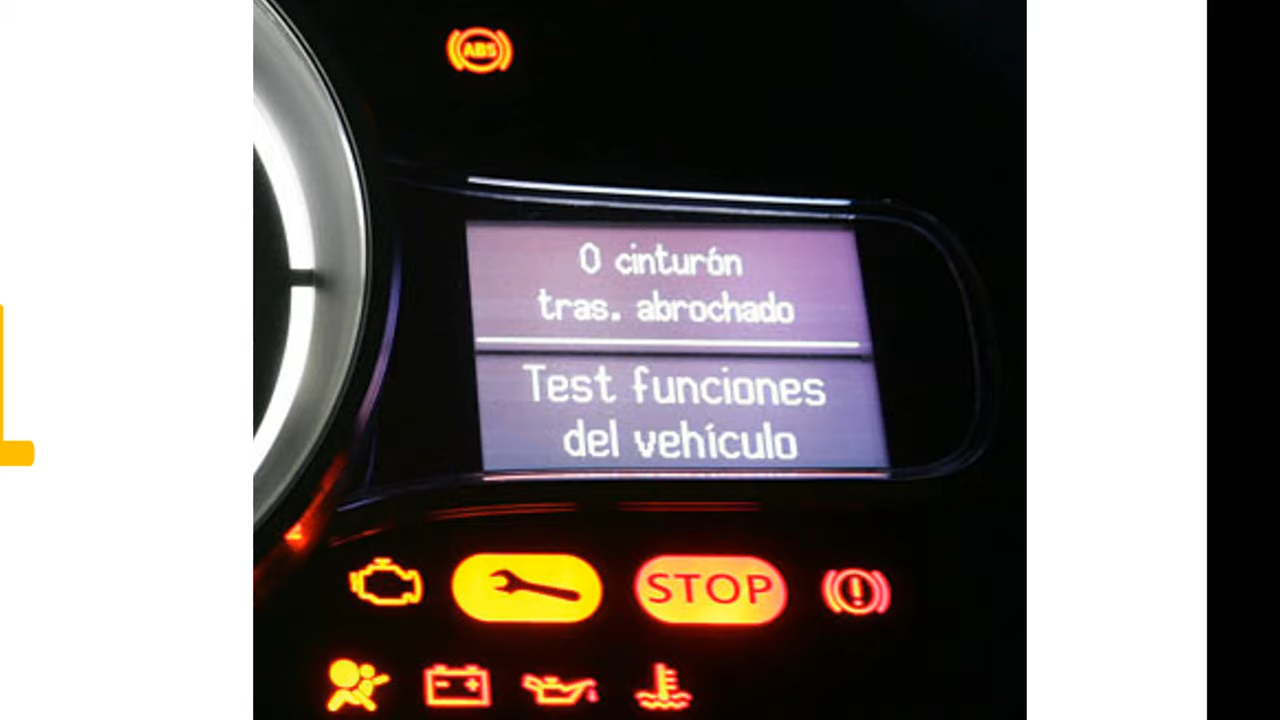 ABS
0 cinturón
tras. abrochado
Test funciones
del vehículo
STOP